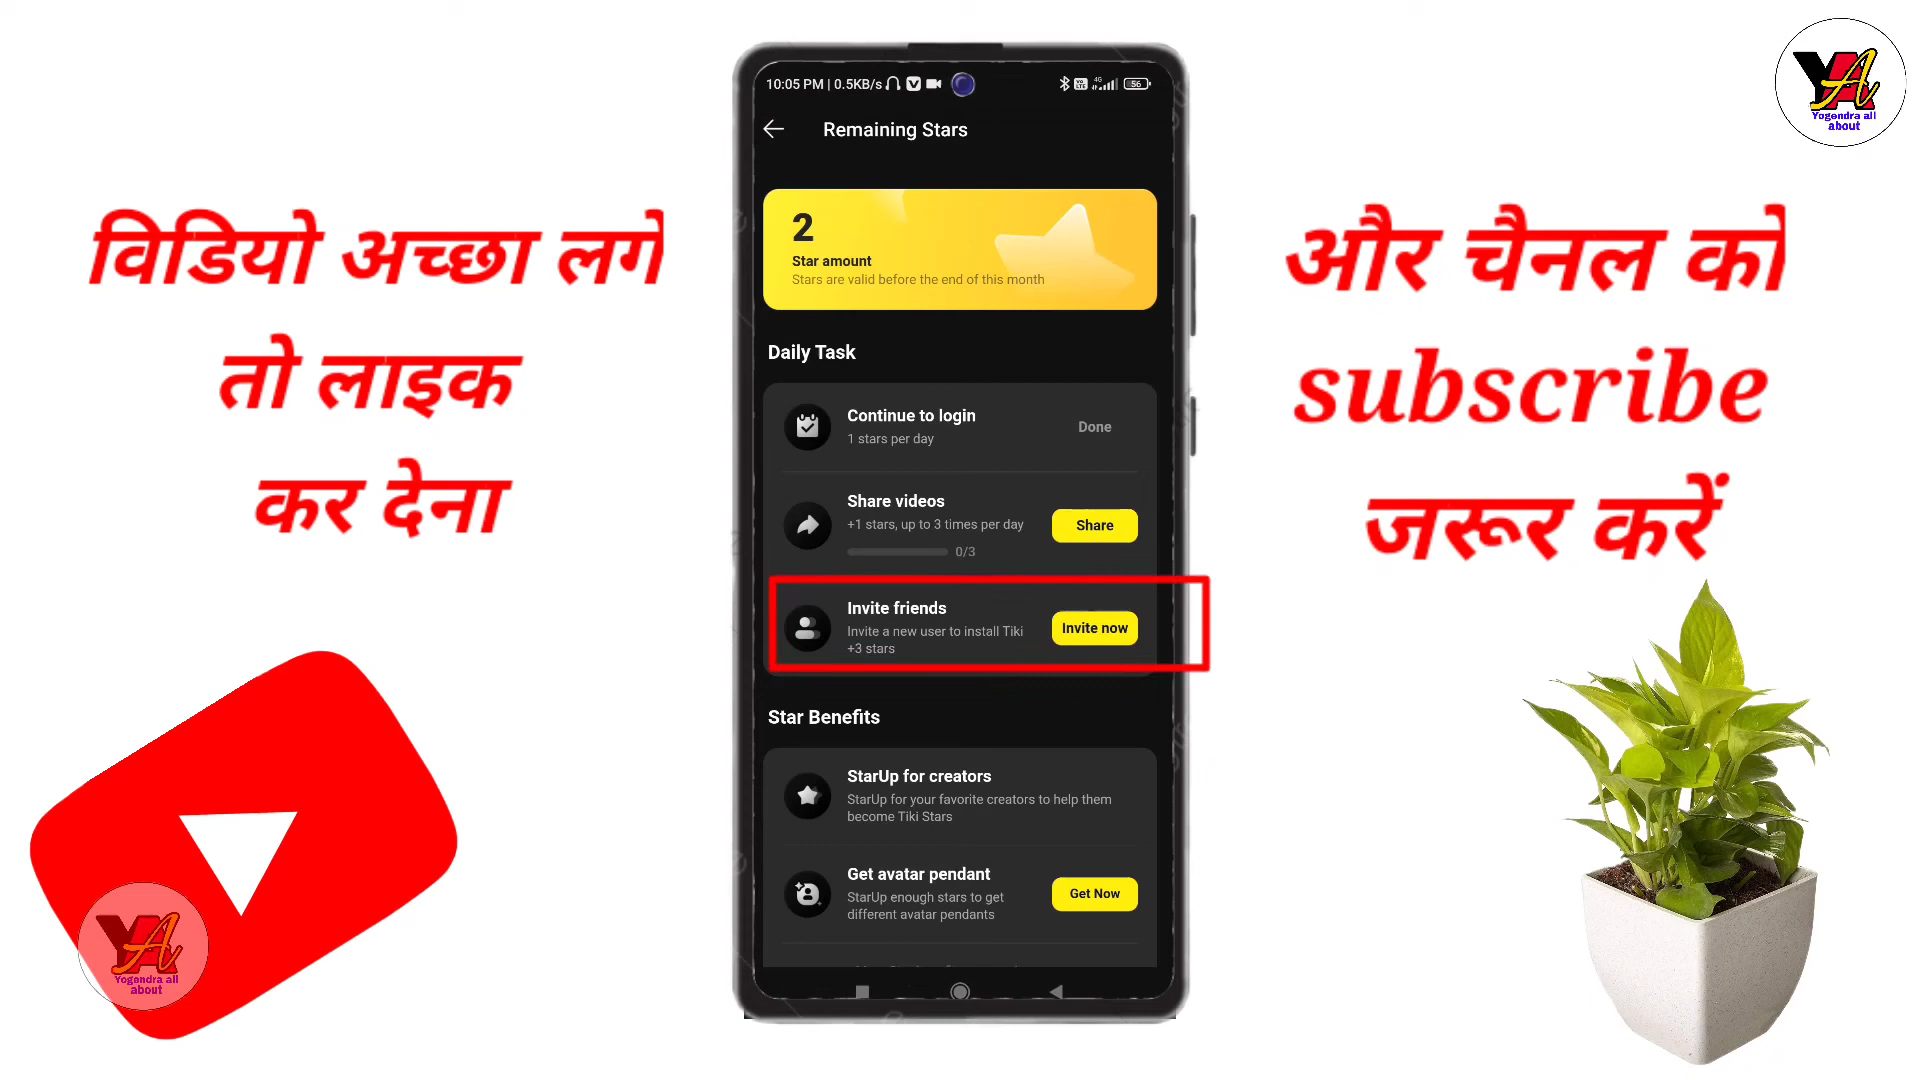 विडियो अच्छा लगे
तो लाइक
कर देना
10:05 PM | 0.5KB/s
4G
56
Remaining Stars
2
Star amount
Stars are valid before the end of this month
Daily Task
Continue to login
1 stars per day
Done
Share videos
+1 stars, up to 3 times per day
0/3
Share
Invite friends
Invite a new user to install Tiki
+3 stars
Invite now
Star Benefits
StarUp for creators
StarUp for your favorite creators to help them
become Tiki Stars
Get avatar pendant
StarUp enough stars to get
different avatar pendants
Get Now
और चैनल को
subscribe
जरूर करें
YA
Yogendra all
about
YA
Yogendra all
about